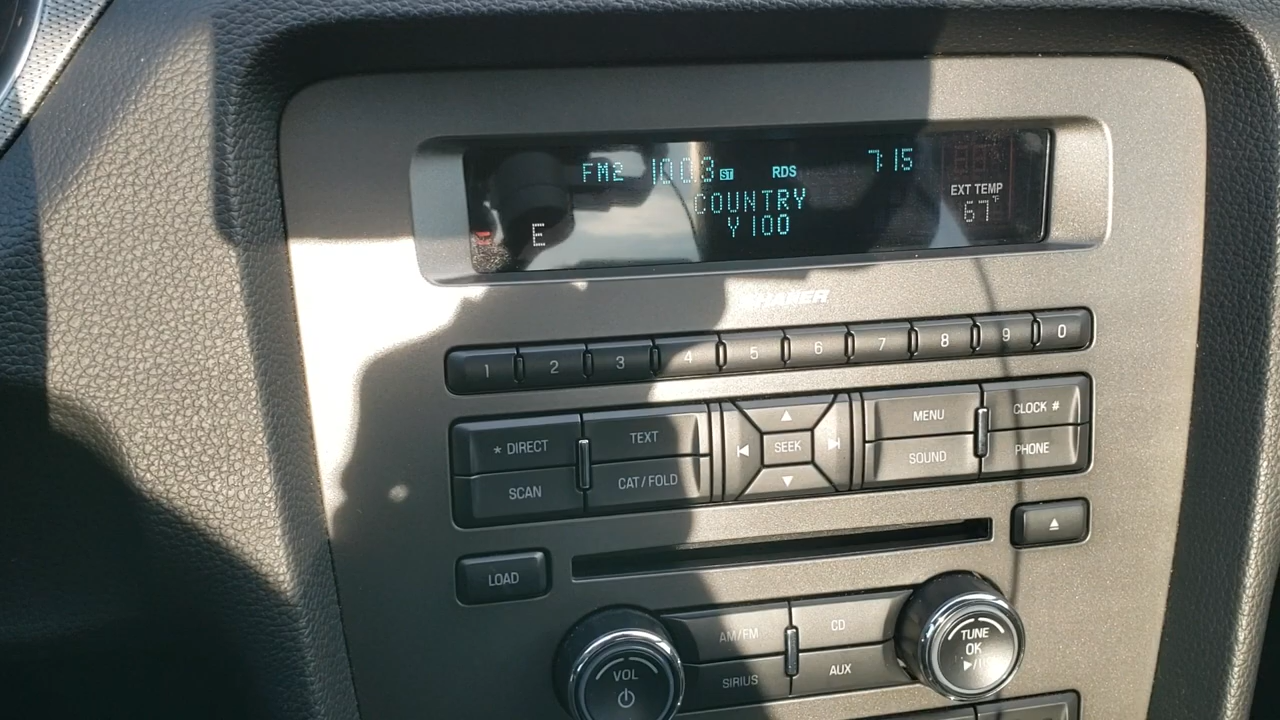 FM2 100.3 ST RDS 7:15
EXT TEMP
COUNTRY
67°F
E
Y100
SHAKER
1 2 3 4 5 6 7 8 9 0
* DIRECT TEXT MENU CLOCK #
SEEK
SCAN CAT/FOLD SOUND PHONE
LOAD
AM/FM CD
TUNE
OK
VOL
SIRIUS AUX